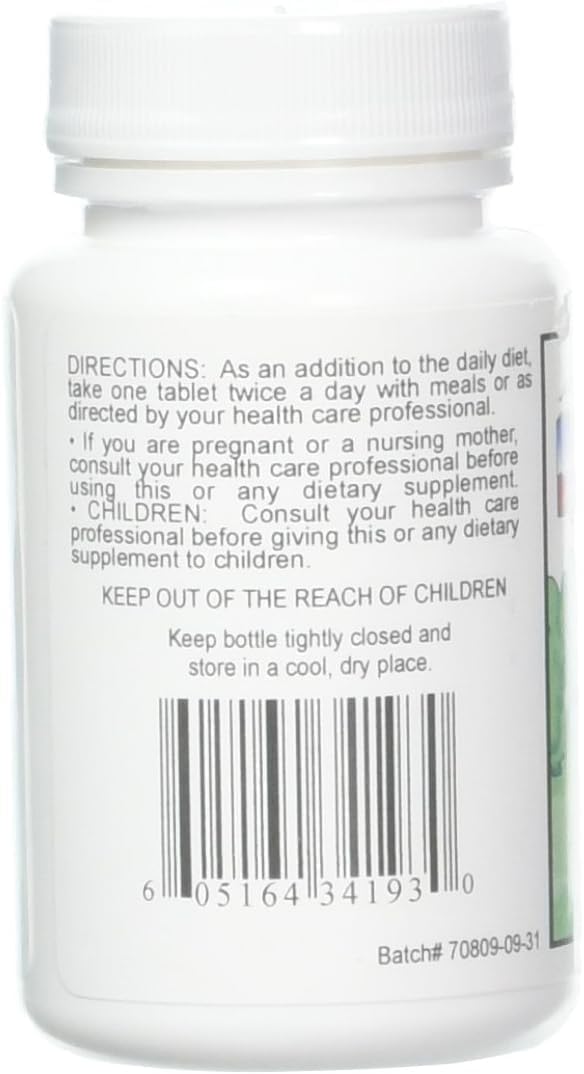 DIRECTIONS: As an addition to the daily diet,
take one tablet twice a day with meals or as
directed by your health care professional.
• If you are pregnant or a nursing mother,
consult your health care professional before
using this or any dietary supplement.
• CHILDREN: Consult your health care
professional before giving this or any dietary
supplement to children.
KEEP OUT OF THE REACH OF CHILDREN
Keep bottle tightly closed and
store in a cool, dry place.
6 05164 34193 0
Batch# 70809-09-31